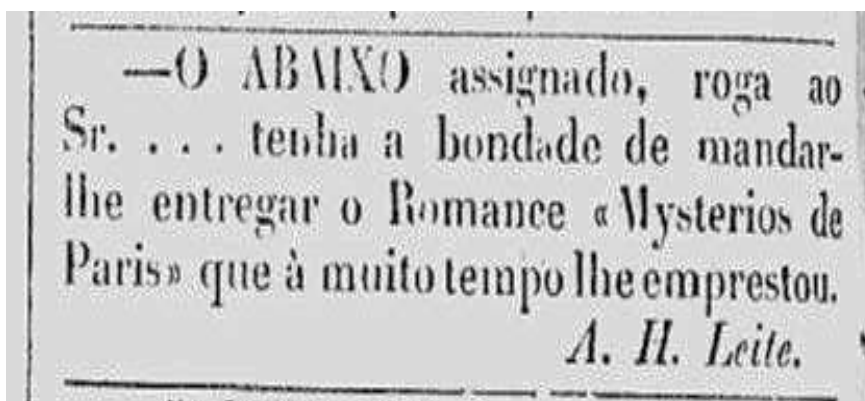 —O ABAIXO assignado, roga ao
Sr. . . . tenha a bondade de mandar-
lhe entregar o Romance «Mysterios de
Paris» que à muito tempo lhe emprestou.
A. H. Leite.